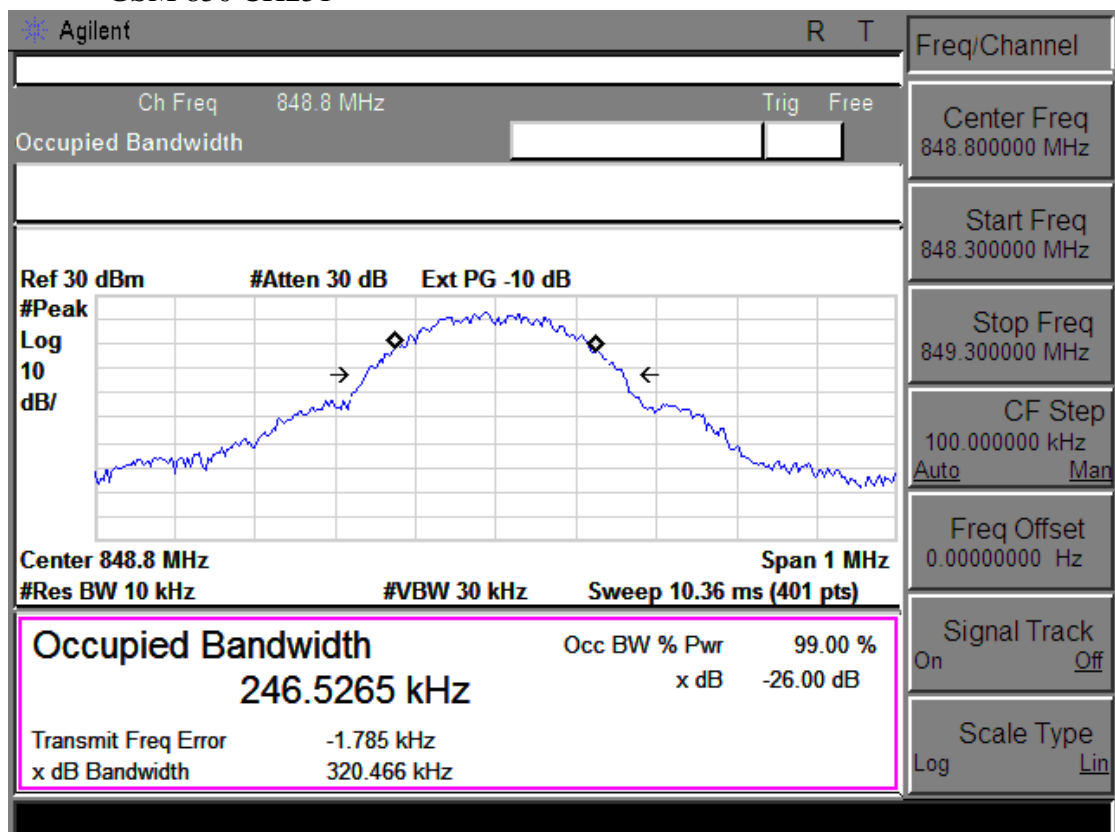 Agilent R T
Freq/Channel
Ch Freq 848.8 MHz Trig Free
Occupied Bandwidth
Center Freq
848.800000 MHz
Start Freq
848.300000 MHz
Ref 30 dBm #Atten 30 dB Ext PG -10 dB
#Peak
Log
10
dB/
Stop Freq
849.300000 MHz
CF Step
100.000000 kHz
Auto Man
Center 848.8 MHz Span 1 MHz
#Res BW 10 kHz #VBW 30 kHz Sweep 10.36 ms (401 pts)
Freq Offset
0.00000000 Hz
Occupied Bandwidth Occ BW % Pwr 99.00 %
246.5265 kHz x dB -26.00 dB
Transmit Freq Error -1.785 kHz
x dB Bandwidth 320.466 kHz
Signal Track
On Off
Scale Type
Log Lin